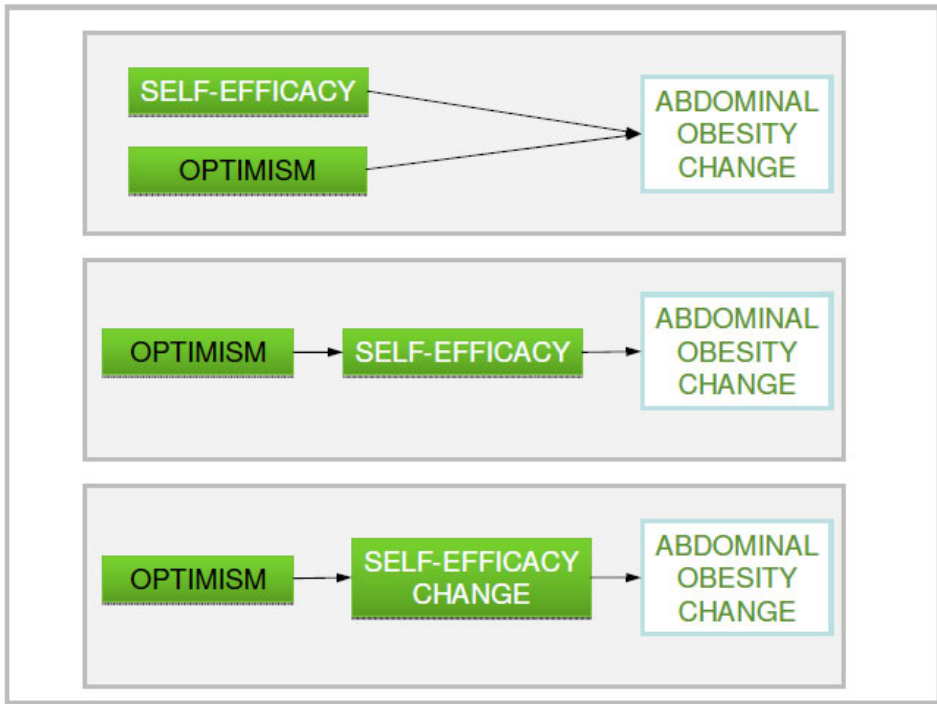 SELF-EFFICACY
OPTIMISM
ABDOMINAL
OBESITY
CHANGE
OPTIMISM
SELF-EFFICACY
ABDOMINAL
OBESITY
CHANGE
OPTIMISM
SELF-EFFICACY
CHANGE
ABDOMINAL
OBESITY
CHANGE